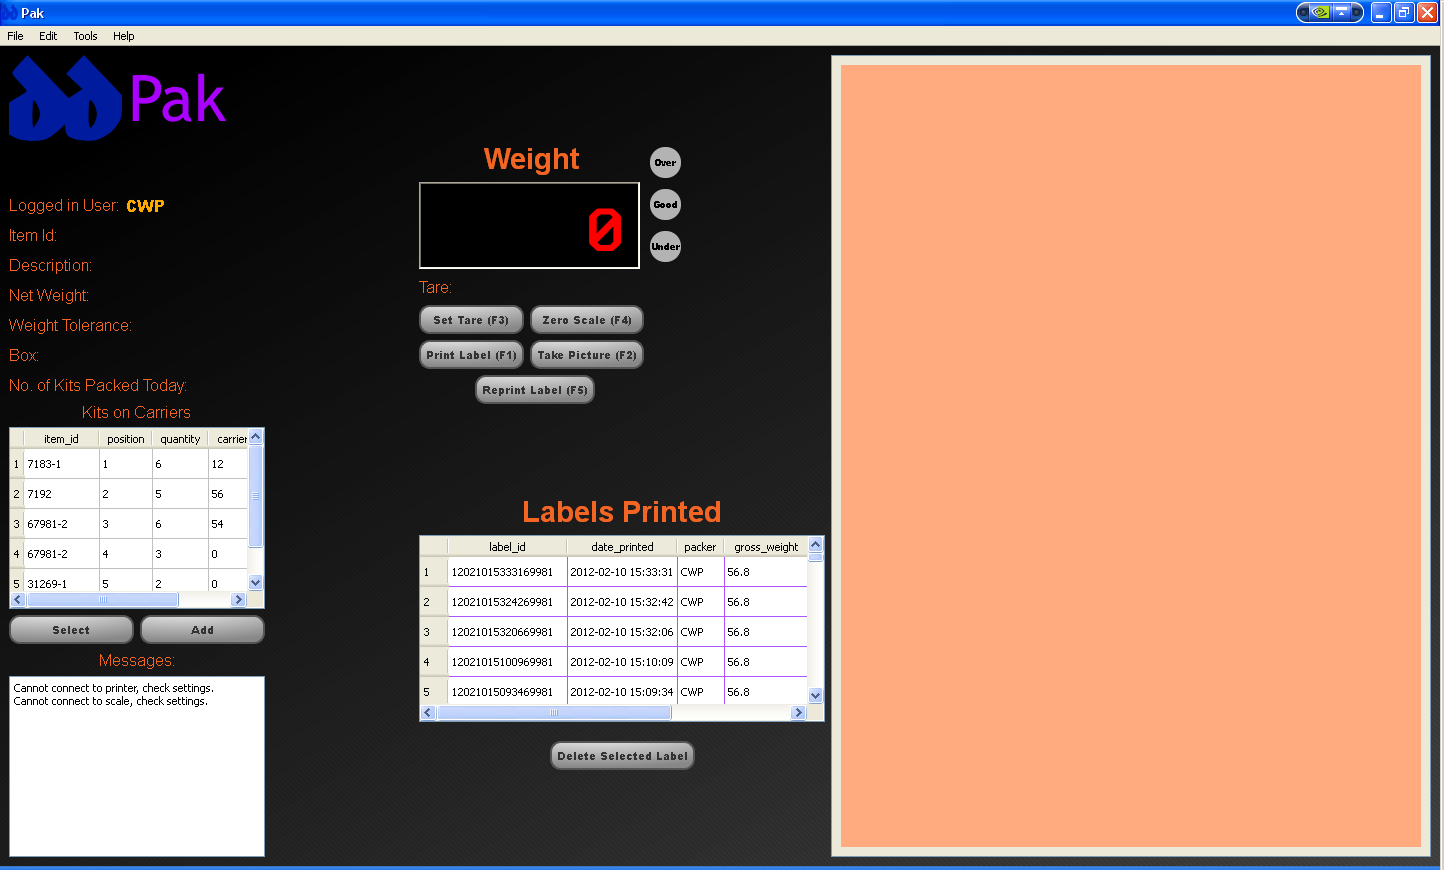 Pak
File Edit Tools Help
Pak
Logged in User: CWP
Item Id:
Description:
Net Weight:
Weight Tolerance:
Box:
No. of Kits Packed Today:
Kits on Carriers
item_id position quantity carrier
1 7183-1 1 6 12
2 7192 2 5 56
3 67981-2 3 6 54
4 67981-2 4 3 0
5 31269-1 5 2 0
Select Add
Messages:
Cannot connect to printer, check settings.
Cannot connect to scale, check settings.
Weight
0
Over
Good
Under
Tare:
Set Tare (F3) Zero Scale (F4)
Print Label (F1) Take Picture (F2)
Reprint Label (F5)
Labels Printed
label_id date_printed packer gross_weight
1 12021015333169981 2012-02-10 15:33:31 CWP 56.8
2 12021015324269981 2012-02-10 15:32:42 CWP 56.8
3 12021015320669981 2012-02-10 15:32:06 CWP 56.8
4 12021015100969981 2012-02-10 15:10:09 CWP 56.8
5 12021015093469981 2012-02-10 15:09:34 CWP 56.8
Delete Selected Label